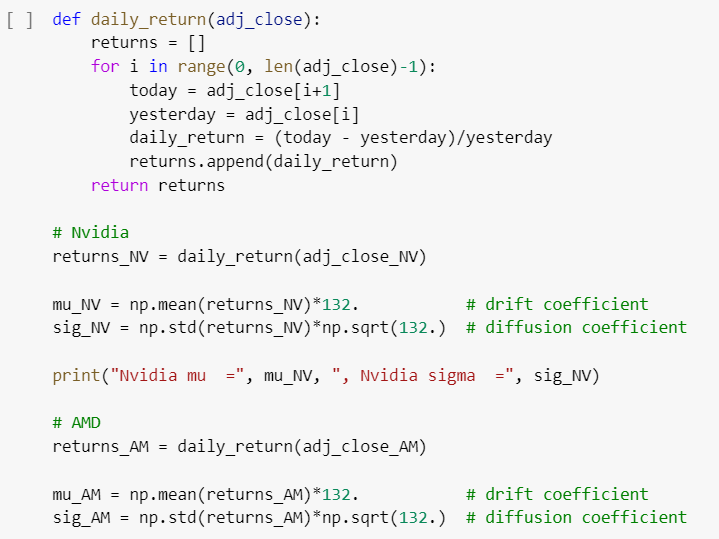 [ ] def daily_return(adj_close):
returns = []
for i in range(0, len(adj_close)-1):
today = adj_close[i+1]
yesterday = adj_close[i]
daily_return = (today - yesterday)/yesterday
returns.append(daily_return)
return returns
# Nvidia
returns_NV = daily_return(adj_close_NV)
mu_NV = np.mean(returns_NV)*132. # drift coefficient
sig_NV = np.std(returns_NV)*np.sqrt(132.) # diffusion coefficient
print("Nvidia mu  =", mu_NV, ", Nvidia sigma  =", sig_NV)
# AMD
returns_AM = daily_return(adj_close_AM)
mu_AM = np.mean(returns_AM)*132. # drift coefficient
sig_AM = np.std(returns_AM)*np.sqrt(132.) # diffusion coefficient